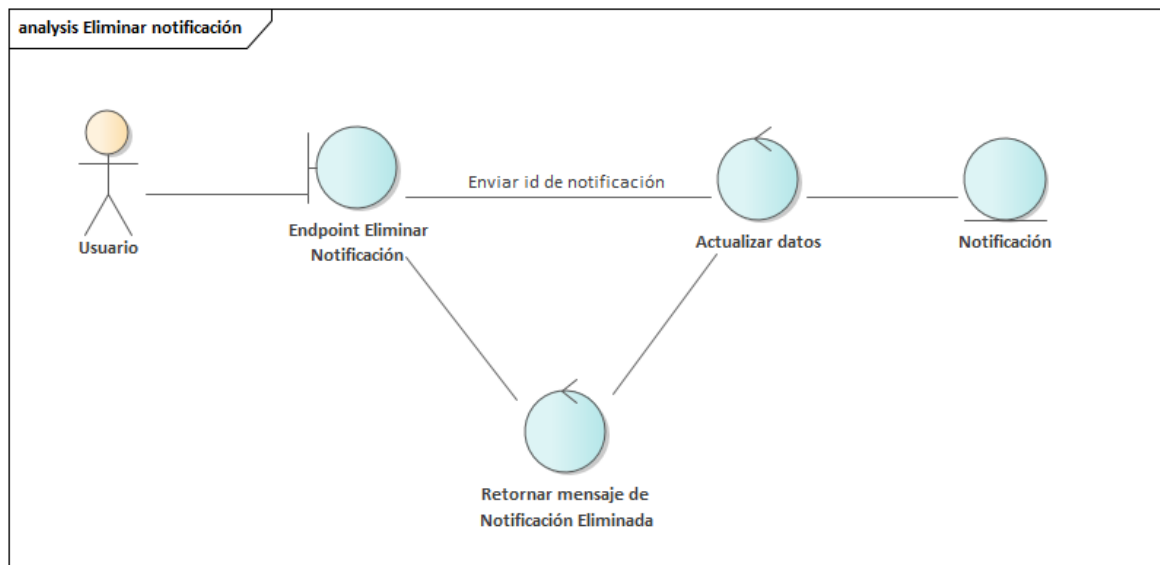 analysis Eliminar notificación
Enviar id de notificación
Usuario
Endpoint Eliminar
Notificación
Actualizar datos
Notificación
Retornar mensaje de
Notificación Eliminada